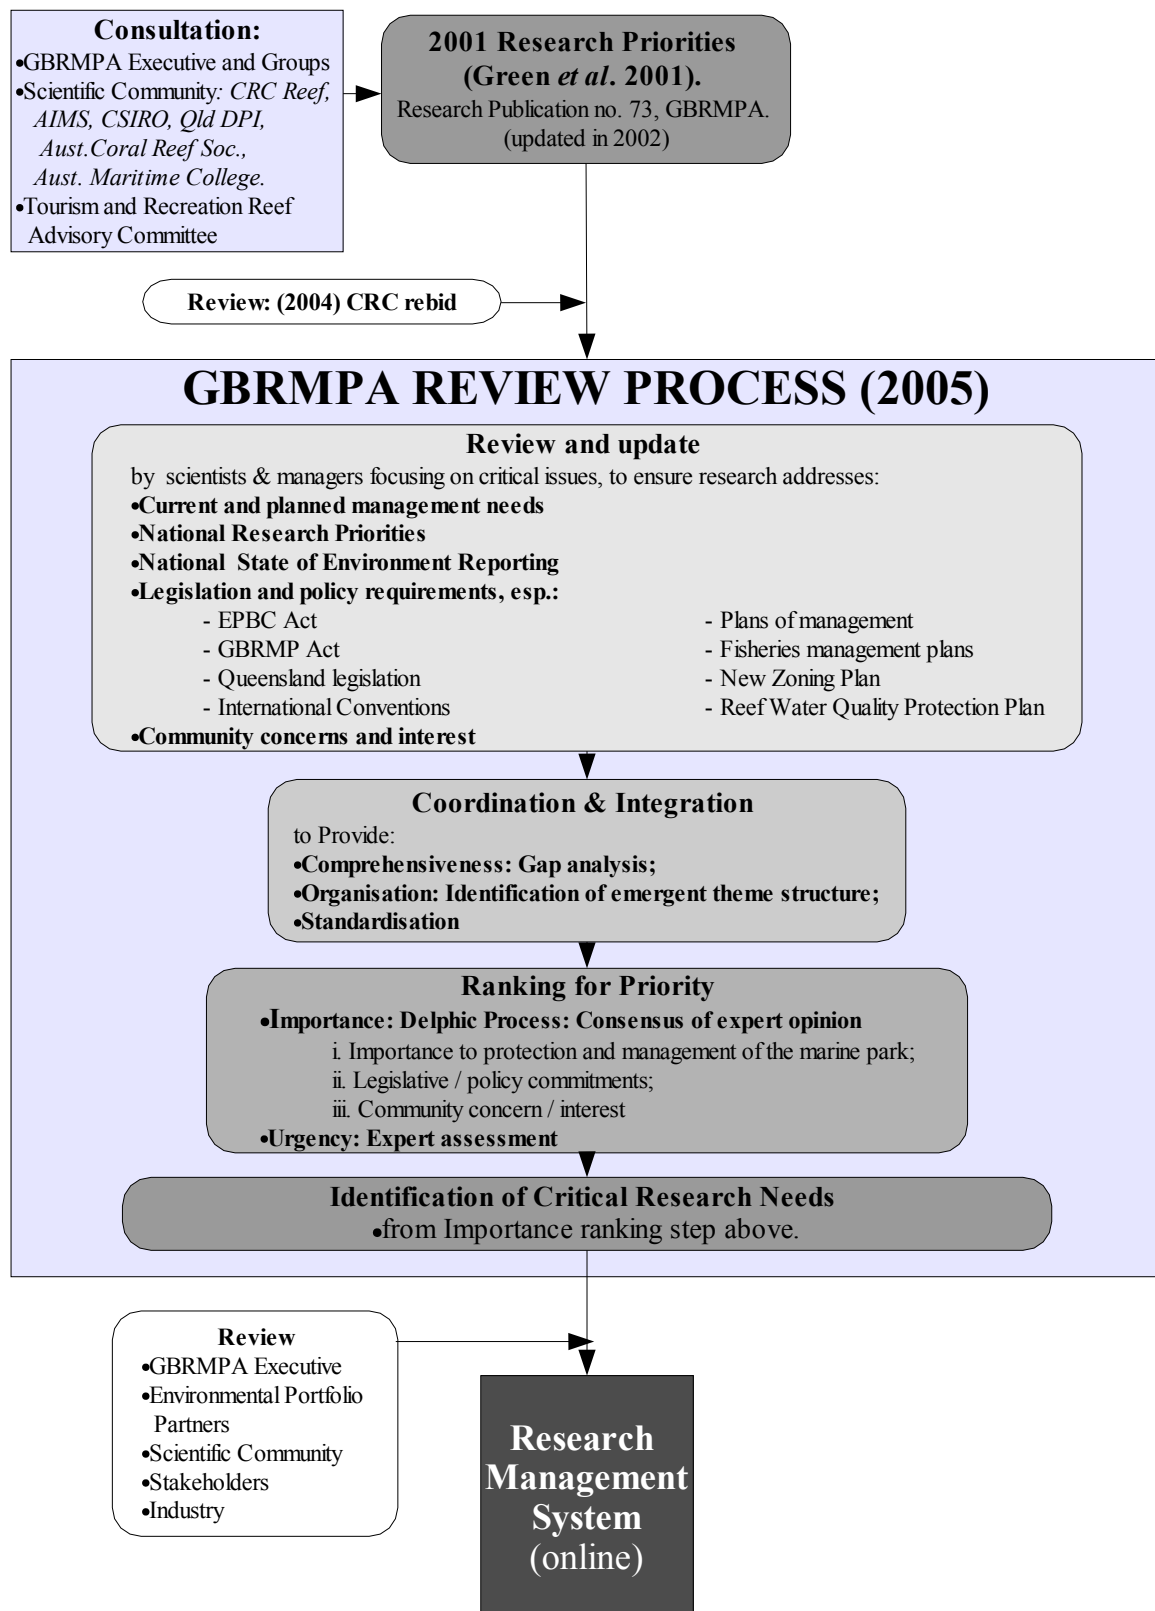 Consultation:
•GBRMPA Executive and Groups
•Scientific Community: CRC Reef,
AIMS, CSIRO, Qld DPI,
Aust.Coral Reef Soc.,
Aust. Maritime College.
•Tourism and Recreation Reef
Advisory Committee
2001 Research Priorities
(Green et al. 2001).
Research Publication no. 73, GBRMPA.
(updated in 2002)
Review: (2004) CRC rebid
GBRMPA REVIEW PROCESS (2005)
Review and update
by scientists & managers focusing on critical issues, to ensure research addresses:
•Current and planned management needs
•National Research Priorities
•National State of Environment Reporting
•Legislation and policy requirements, esp.:
- EPBC Act
- GBRMP Act
- Queensland legislation
- International Conventions
- Plans of management
- Fisheries management plans
- New Zoning Plan
- Reef Water Quality Protection Plan
•Community concerns and interest
Coordination & Integration
to Provide:
•Comprehensiveness: Gap analysis;
•Organisation: Identification of emergent theme structure;
•Standardisation
Ranking for Priority
•Importance: Delphic Process: Consensus of expert opinion
i. Importance to protection and management of the marine park;
ii. Legislative / policy commitments;
iii. Community concern / interest
•Urgency: Expert assessment
Identification of Critical Research Needs
•from Importance ranking step above.
Review
•GBRMPA Executive
•Environmental Portfolio
Partners
•Scientific Community
•Stakeholders
•Industry
Research
Management
System
(online)